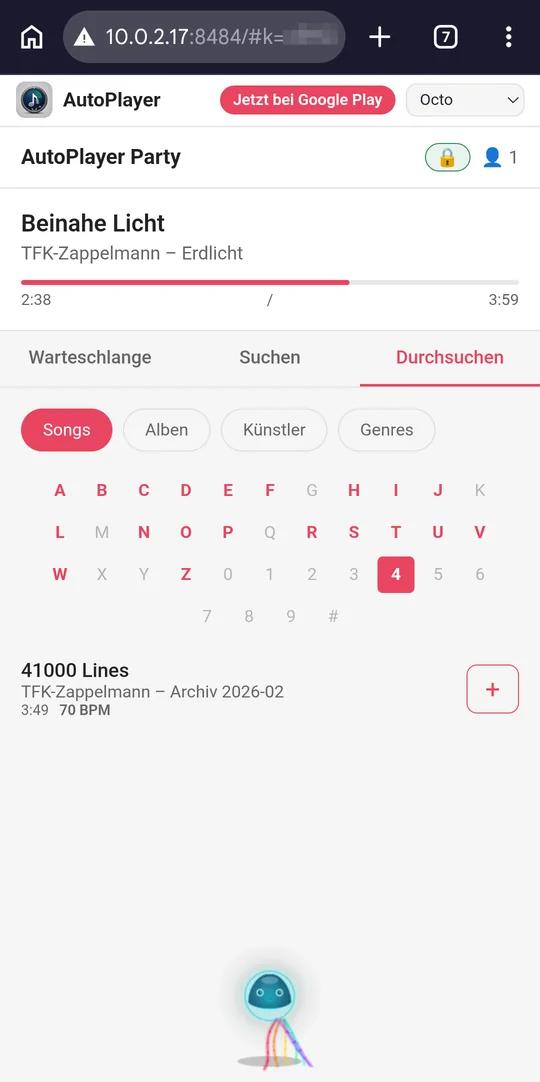 10.0.2.17:8484/#k=
7
AutoPlayer
Jetzt bei Google Play
Octo
AutoPlayer Party
1
Beinahe Licht
TFK-Zappelmann – Erdlicht
2:38 / 3:59
Warteschlange Suchen Durchsuchen
Songs Alben Künstler Genres
A B C D E F G H I J K
L M N O P Q R S T U V
W X Y Z 0 1 2 3 4 5 6
7 8 9 #
41000 Lines
TFK-Zappelmann – Archiv 2026-02
3:49 70 BPM
+